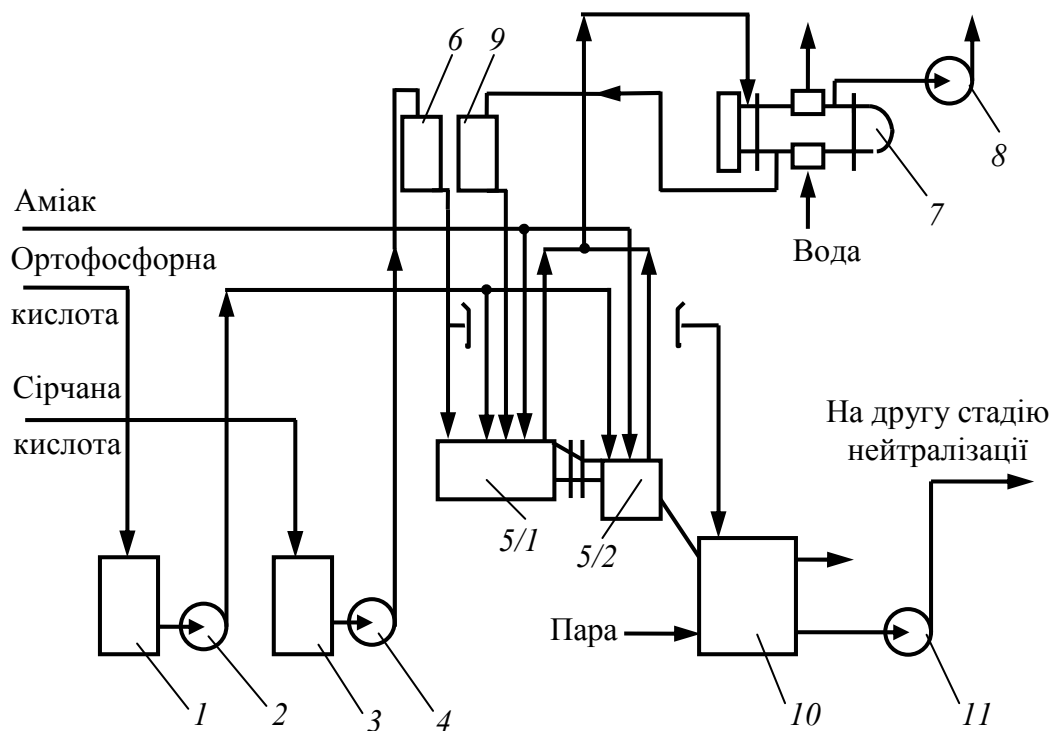 6
9
8
7
Аміак
Вода
Ортофосфорна
кислота
Сірчана
кислота
На другу стадію
нейтралізації
5/1
5/2
Пара
1
2
3
4
10
11